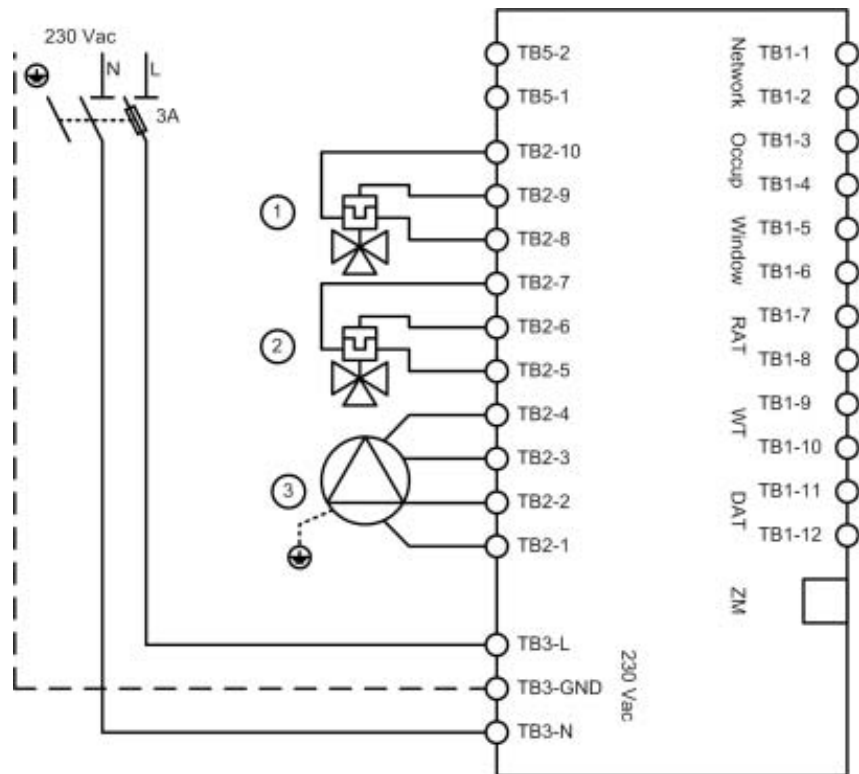 230 Vac
N L
3A
1
2
3
TB5-2
TB5-1
TB2-10
TB2-9
TB2-8
TB2-7
TB2-6
TB2-5
TB2-4
TB2-3
TB2-2
TB2-1
TB3-L
TB3-GND
TB3-N
230 Vac
Network
Occup
Window
RAT
WT
DAT
ZM
TB1-1
TB1-2
TB1-3
TB1-4
TB1-5
TB1-6
TB1-7
TB1-8
TB1-9
TB1-10
TB1-11
TB1-12